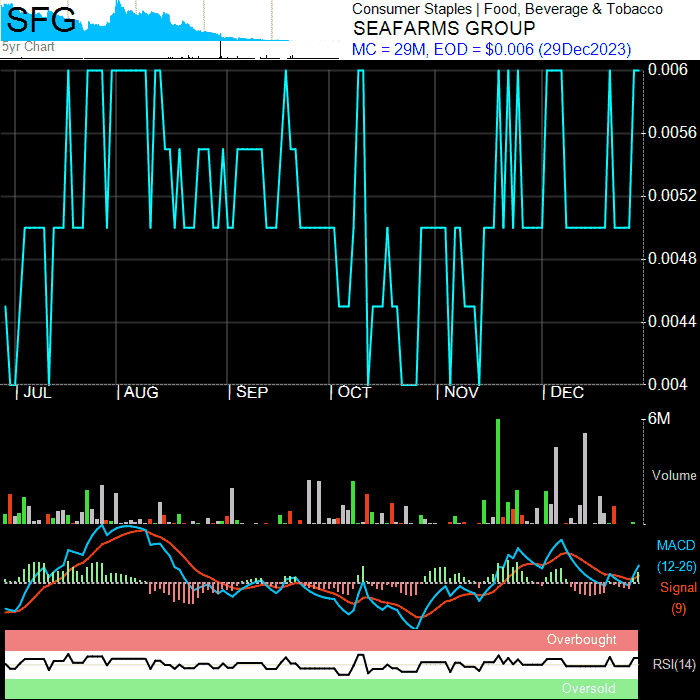 SFG
5yr Chart
Consumer Staples | Food, Beverage & Tobacco
SEAFARMS GROUP
MC = 29M, EOD = $0.006 (29Dec2023)
0.006
0.0056
0.0052
0.0048
0.0044
0.004
| JUL | AUG | SEP | OCT | NOV | DEC
6M
Volume
MACD
(12-26)
Signal
(9)
Overbought
RSI(14)
Oversold